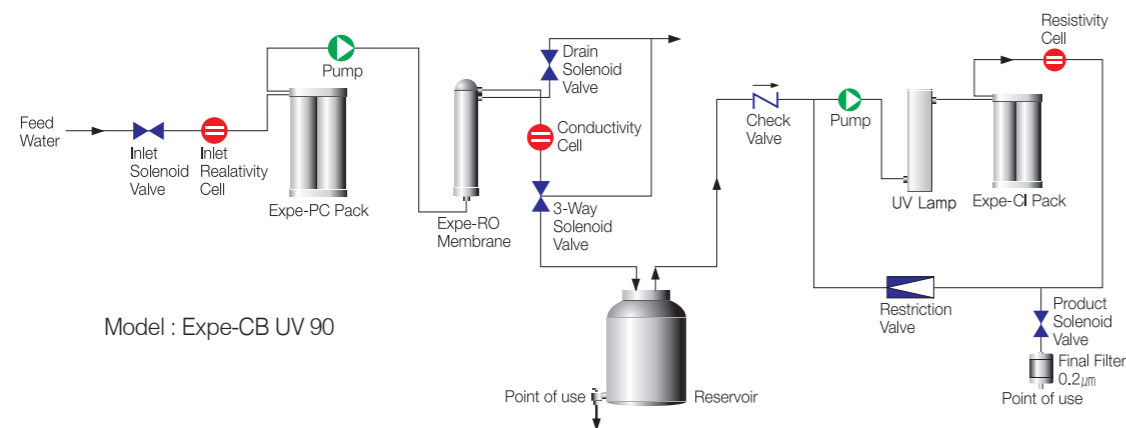 Feed
Water
Inlet
Solenoid
Valve
Inlet
Realativity
Cell
Expe-PC Pack
Pump
Expe-RO
Membrane
Drain
Solenoid
Valve
Conductivity
Cell
3-Way
Solenoid
Valve
Point of use
Reservoir
Check
Valve
Pump
UV Lamp
Expe-CI Pack
Resistivity
Cell
Restriction
Valve
Product
Solenoid
Valve
Final Filter
0.2㎛
Point of use
Model : Expe-CB UV 90